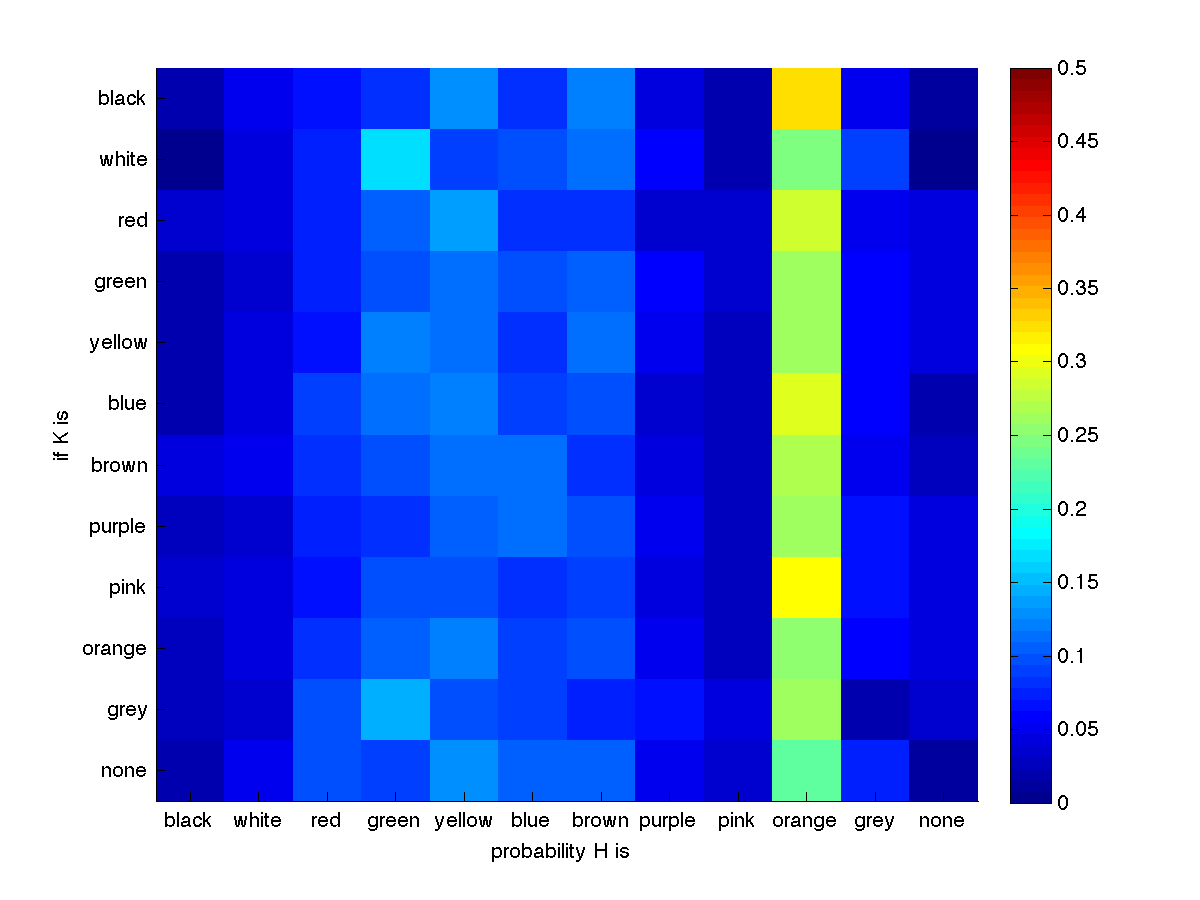 black
white
red
green
yellow
blue
brown
purple
pink
orange
grey
none
if K is
black white red green yellow blue brown purple pink orange grey none
probability H is
0.5
0.45
0.4
0.35
0.3
0.25
0.2
0.15
0.1
0.05
0